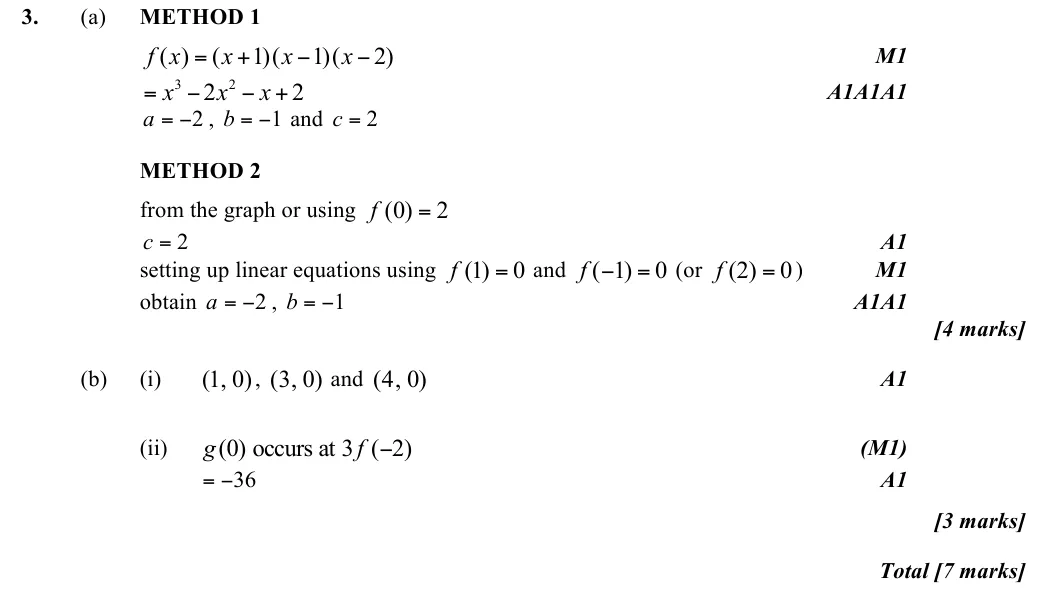 3. (a) METHOD 1
f(x) = (x+1)(x−1)(x−2) M1
= x³ − 2x² − x + 2 A1A1A1
a = −2, b = −1 and c = 2
METHOD 2
from the graph or using f(0) = 2
c = 2 A1
setting up linear equations using f(1) = 0 and f(−1) = 0 (or f(2) = 0) M1
obtain a = −2, b = −1 A1A1
[4 marks]
(b) (i) (1, 0), (3, 0) and (4, 0) A1
(ii) g(0) occurs at 3f(−2) (M1)
= −36 A1
[3 marks]
Total [7 marks]